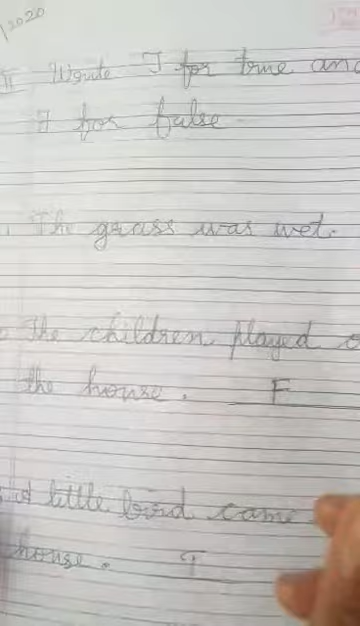 2020
II Write T for true and
F for false
The grass was wet.
The children played
the house. F
A little bird came
house. T